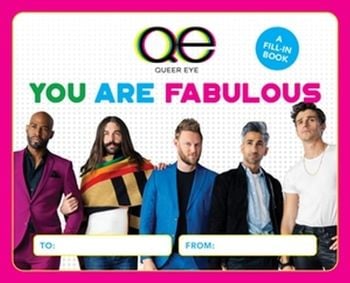 QE
QUEER EYE
A
FILL-IN
BOOK
YOU ARE FABULOUS
TO:
FROM: